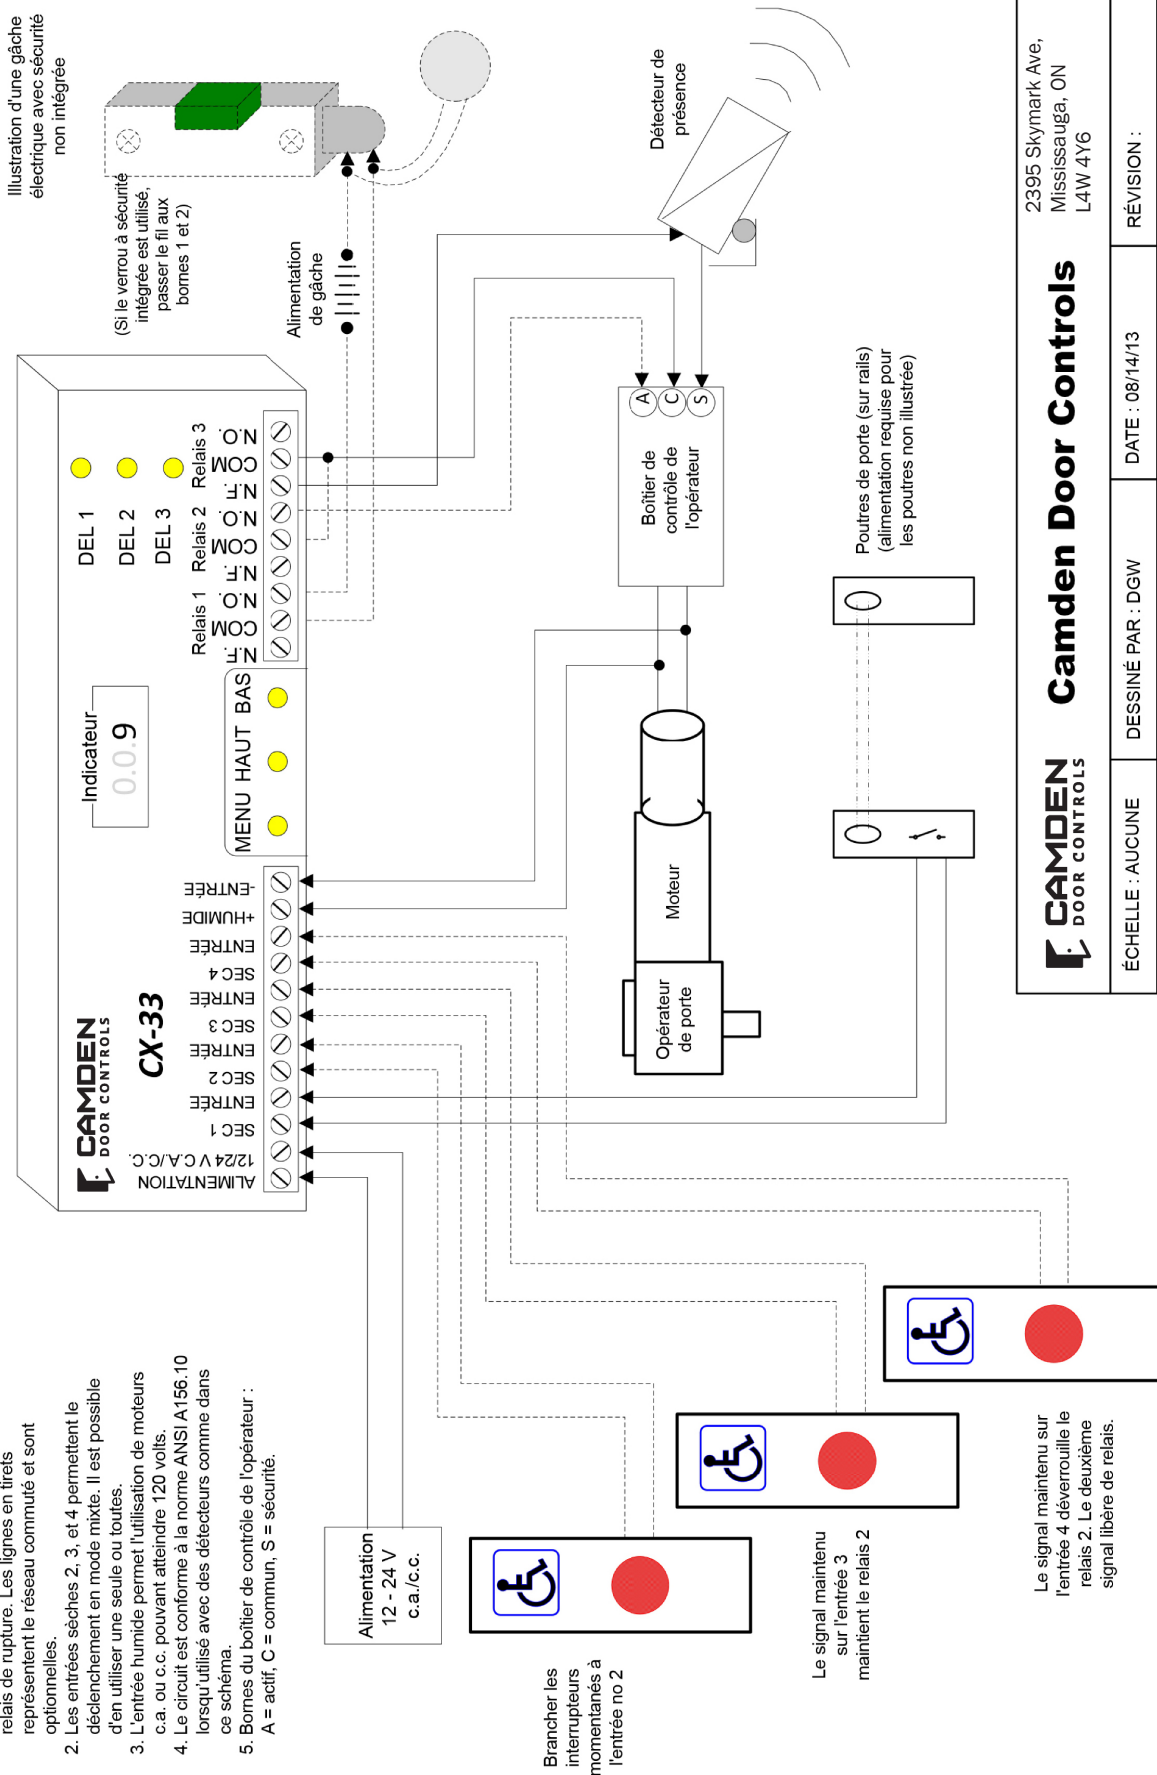 relais de rupture. Les lignes en tirets
représentent le réseau commuté et sont
optionnelles.
2. Les entrées sèches 2, 3, et 4 permettent le
déclenchement en mode mixte. Il est possible
d'en utiliser une seule ou toutes.
3. L'entrée humide permet l'utilisation de moteurs
c.a. ou c.c. pouvant atteindre 120 volts.
4. Le circuit est conforme à la norme ANSI A156.10
lorsqu'utilisé avec des détecteurs comme dans
ce schéma.
5. Bornes du boîtier de contrôle de l'opérateur :
A = actif, C = commun, S = sécurité.
CAMDEN
DOOR CONTROLS
CX-33
Indicateur
0.0.9
DEL 1
DEL 2
DEL 3
MENU HAUT BAS
Relais 1
Relais 2
Relais 3
N.F.
COM
N.O.
N.F.
COM
N.O.
N.F.
COM
N.O.
ALIMENTATION
12/24 V C.A./C.C.
SEC 1
ENTRÉE
SEC 2
ENTRÉE
SEC 3
ENTRÉE
SEC 4
ENTRÉE
+HUMIDE
-ENTRÉE
Illustration d'une gâche
électrique avec sécurité
non intégrée
(Si le verrou à sécurité
intégrée est utilisé,
passer le fil aux
bornes 1 et 2)
Alimentation
de gâche
Détecteur de
présence
Alimentation
12 - 24 V
c.a./c.c.
Boîtier de
contrôle de
l'opérateur
A
C
S
Moteur
Opérateur
de porte
Poutres de porte (sur rails)
(alimentation requise pour
les poutres non illustrée)
Brancher les
interrupteurs
momentanés à
l'entrée no 2
Le signal maintenu
sur l'entrée 3
maintient le relais 2
Le signal maintenu sur
l'entrée 4 déverrouille le
relais 2. Le deuxième
signal libère de relais.
CAMDEN
DOOR CONTROLS
Camden Door Controls
2395 Skymark Ave,
Mississauga, ON
L4W 4Y6
ÉCHELLE : AUCUNE
DESSINÉ PAR : DGW
DATE : 08/14/13
RÉVISION :